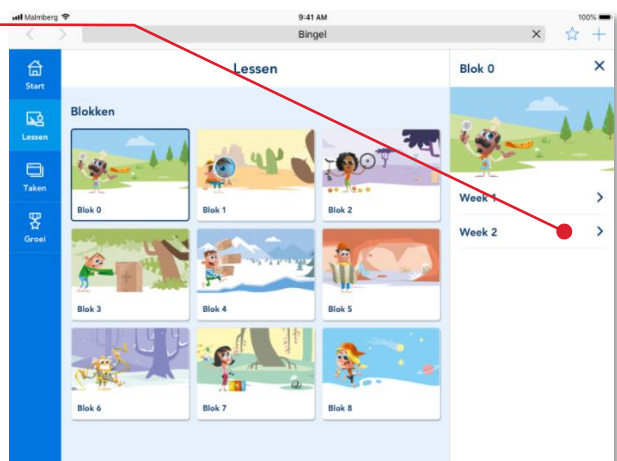 Malmberg 9:41 AM 100%
Bingel
Start
Lessen
Taken
Groei
Lessen
Blokken
Blok 0
Blok 1
Blok 2
Blok 3
Blok 4
Blok 5
Blok 6
Blok 7
Blok 8
Blok 0
Week 1
Week 2